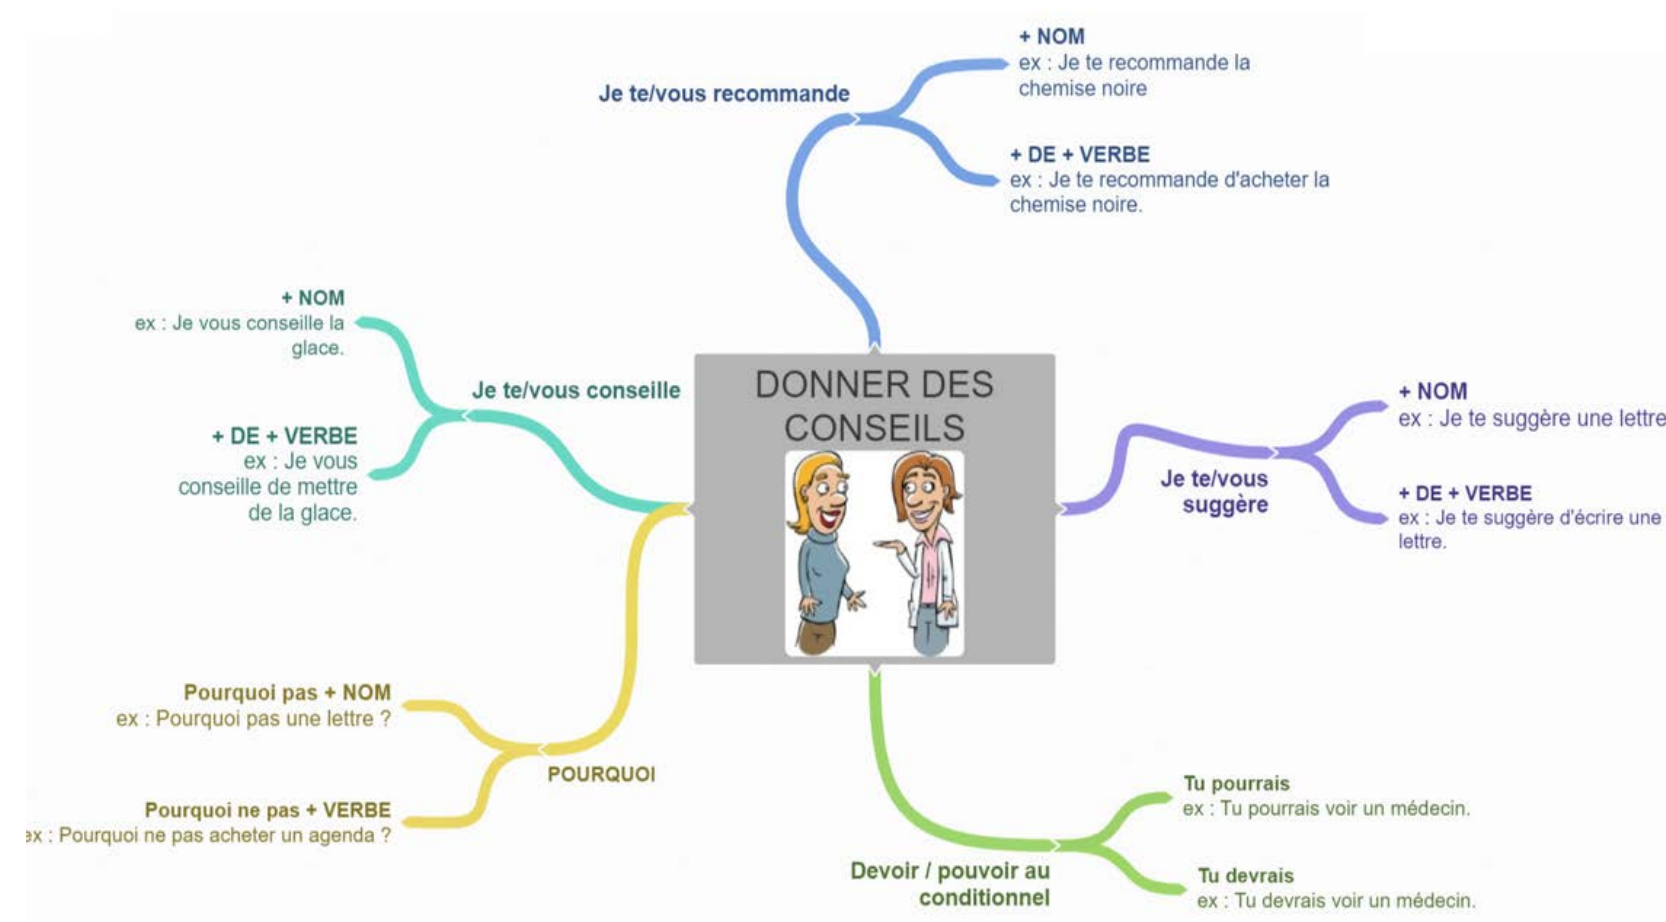 DONNER DES
CONSEILS
Je te/vous recommande
+ NOM
ex : Je te recommande la
chemise noire
+ DE + VERBE
ex : Je te recommande d'acheter la
chemise noire.
Je te/vous
suggère
+ NOM
ex : Je te suggère une lettre
+ DE + VERBE
ex : Je te suggère d'écrire une
lettre.
Devoir / pouvoir au
conditionnel
Tu pourrais
ex : Tu pourrais voir un médecin.
Tu devrais
ex : Tu devrais voir un médecin.
POURQUOI
Pourquoi pas + NOM
ex : Pourquoi pas une lettre ?
Pourquoi ne pas + VERBE
ex : Pourquoi ne pas acheter un agenda ?
Je te/vous conseille
+ NOM
ex : Je vous conseille la
glace.
+ DE + VERBE
ex : Je vous
conseille de mettre
de la glace.